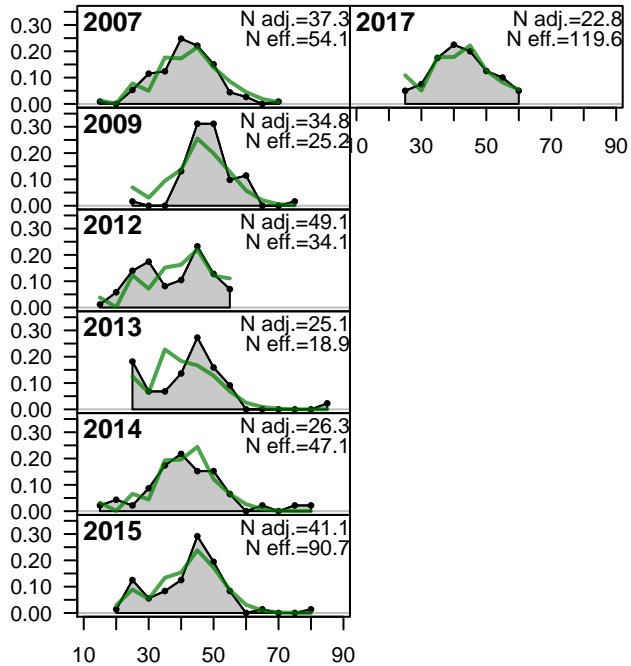 2007
N adj.=37.3
N eff.=54.1
0.30
0.20
0.10
0.00
2017
N adj.=22.8
N eff.=119.6
10 30 50 70 90
2009
N adj.=34.8
N eff.=25.2
0.30
0.20
0.10
0.00
2012
N adj.=49.1
N eff.=34.1
0.30
0.20
0.10
0.00
2013
N adj.=25.1
N eff.=18.9
0.30
0.20
0.10
0.00
2014
N adj.=26.3
N eff.=47.1
0.30
0.20
0.10
0.00
2015
N adj.=41.1
N eff.=90.7
0.30
0.20
0.10
0.00
10 30 50 70 90